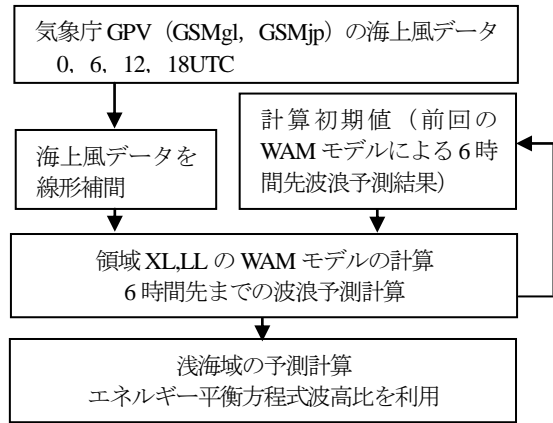 気象庁 GPV（GSMgl，GSMjp）の海上風データ
0，6，12，18UTC
海上風データを
線形補間
計算初期値（前回の
WAM モデルによる 6 時
間先波浪予測結果）
領域 XL,LL の WAM モデルの計算
6 時間先までの波浪予測計算
浅海域の予測計算
エネルギー平衡方程式波高比を利用